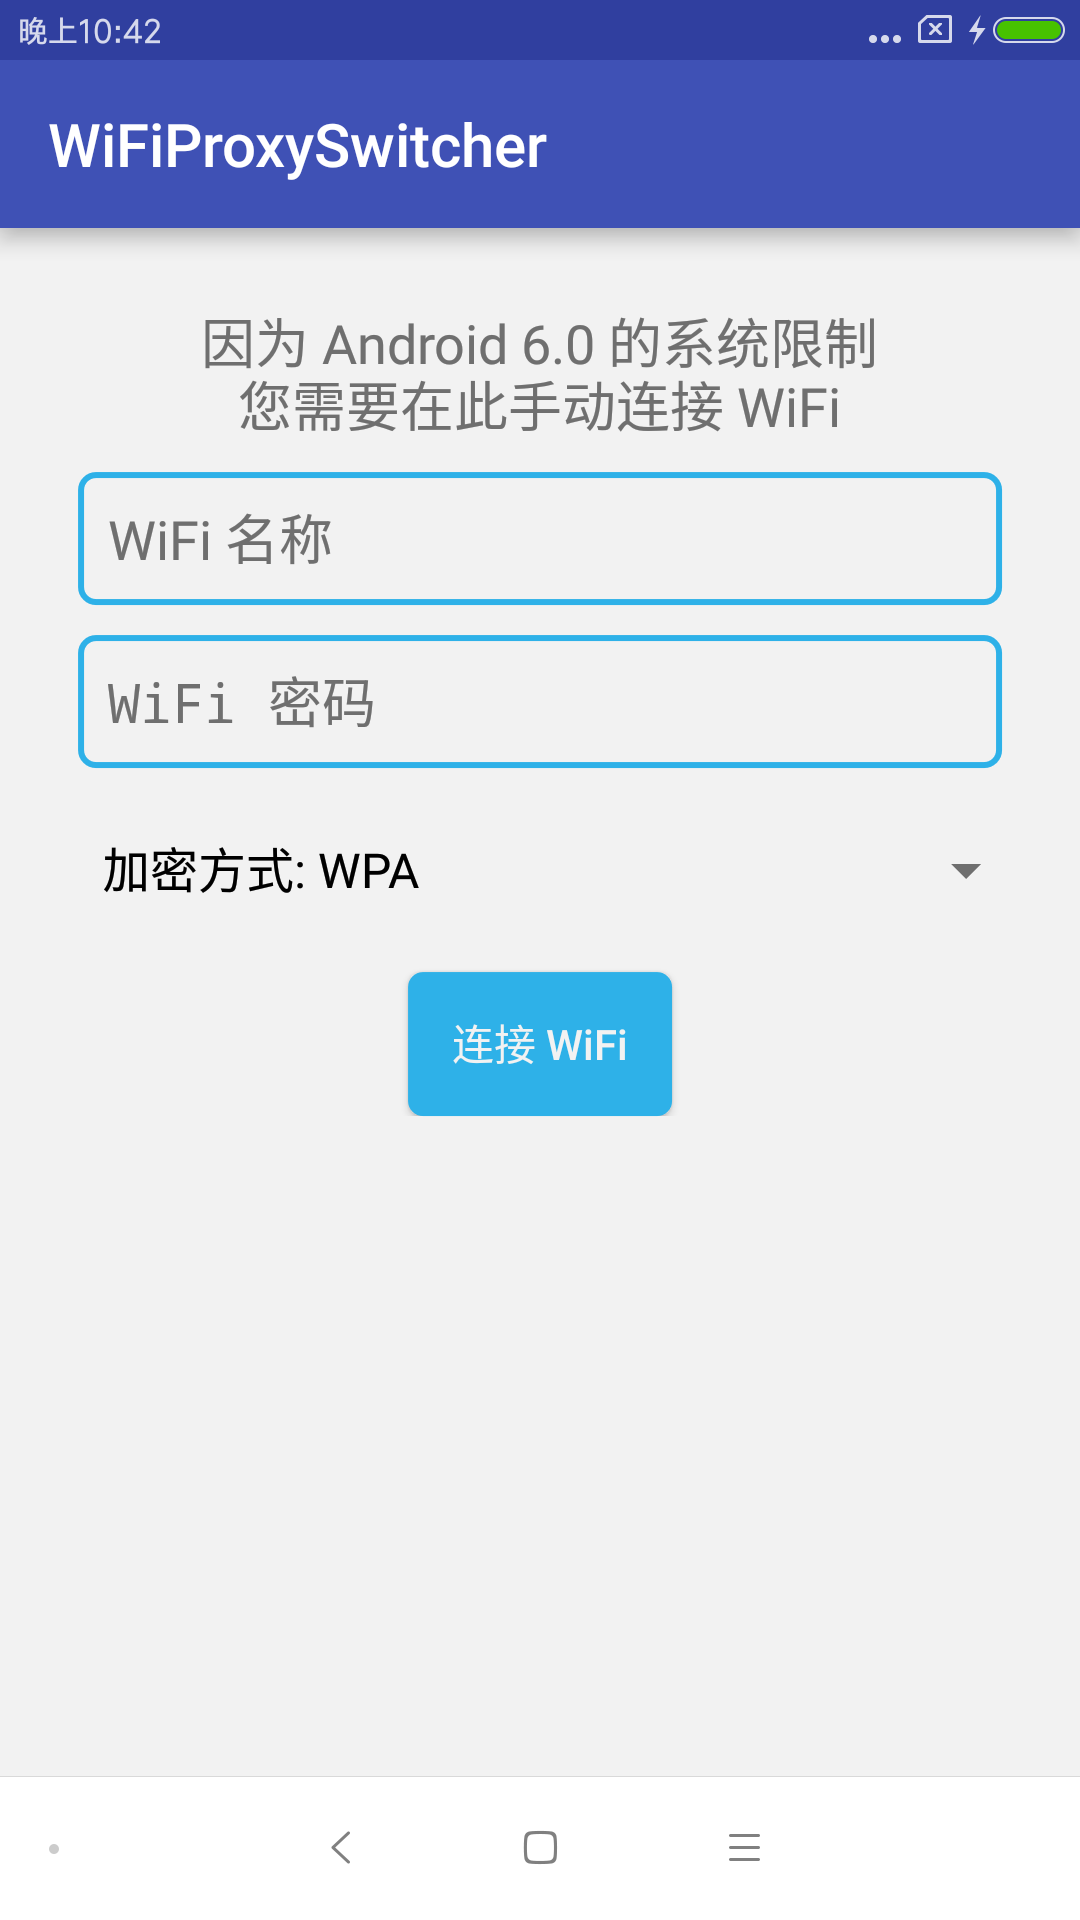 晚上10:42
WiFiProxySwitcher
因为 Android 6.0 的系统限制
您需要在此手动连接 WiFi
WiFi 名称
WiFi 密码
加密方式: WPA
连接 WiFi